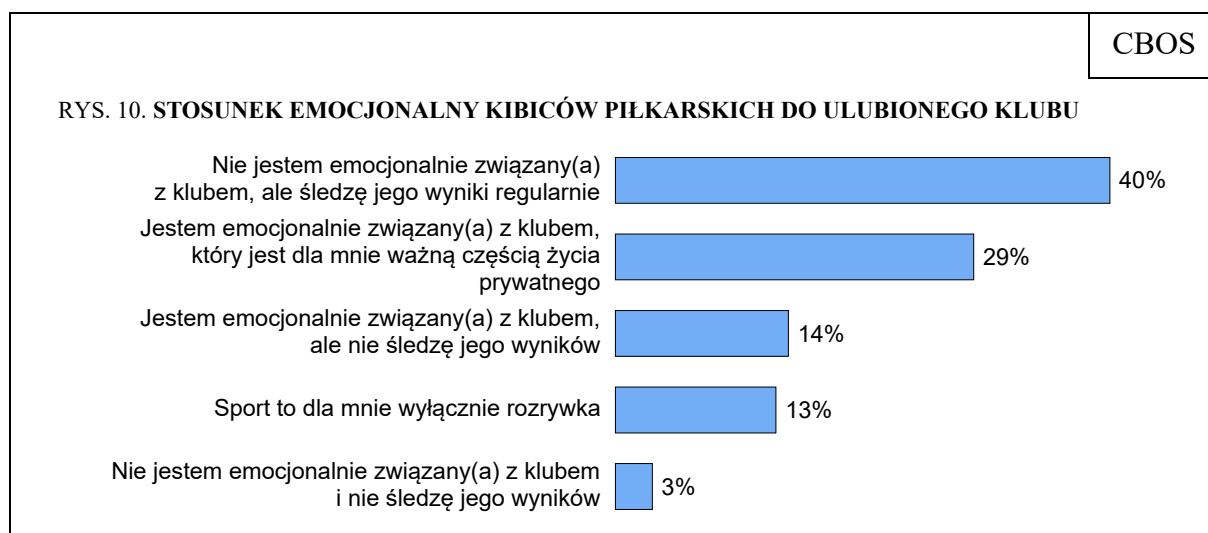 CBOS
RYS. 10. STOSUNEK EMOCJONALNY KIBICÓW PIŁKARSKICH DO ULUBIONEGO KLUBU
Nie jestem emocjonalnie związany(a)
z klubem, ale śledzę jego wyniki regularnie
40%
Jestem emocjonalnie związany(a) z klubem,
który jest dla mnie ważną częścią życia
prywatnego
29%
Jestem emocjonalnie związany(a) z klubem,
ale nie śledzę jego wyników
14%
Sport to dla mnie wyłącznie rozrywka
13%
Nie jestem emocjonalnie związany(a) z klubem
i nie śledzę jego wyników
3%